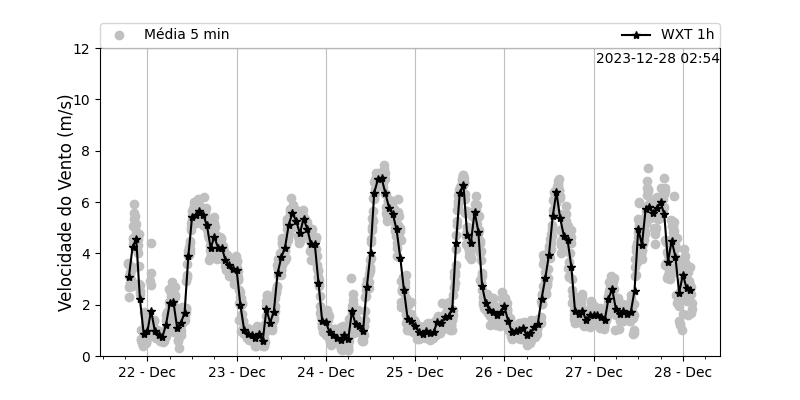 Média 5 min
WXT 1h
2023-12-28 02:54
Velocidade do Vento (m/s)
12
10
8
6
4
2
0
22 - Dec
23 - Dec
24 - Dec
25 - Dec
26 - Dec
27 - Dec
28 - Dec